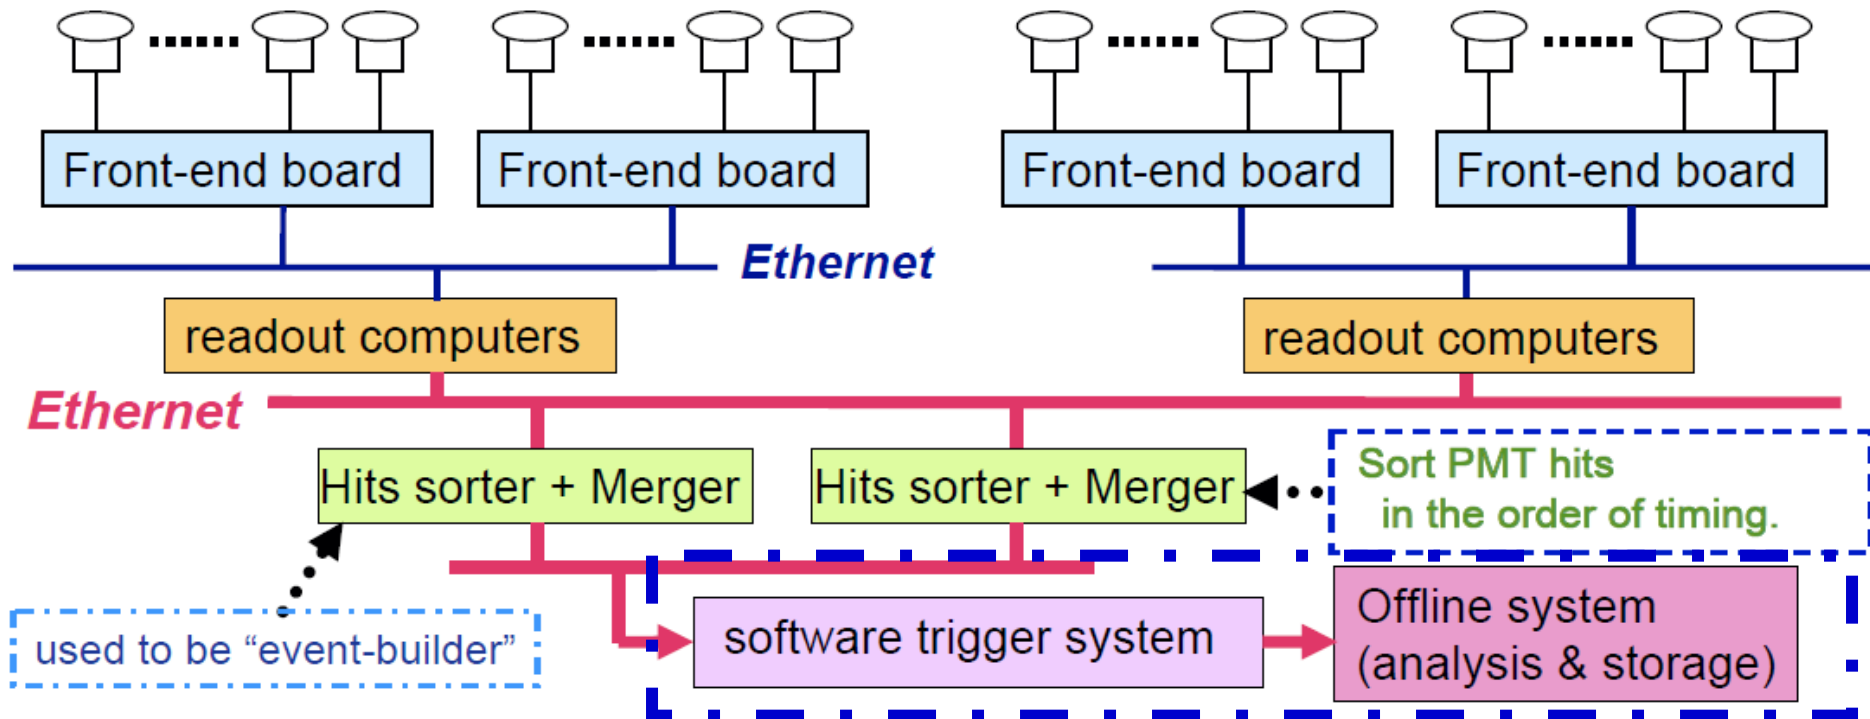 Front-end board
Front-end board
Front-end board
Front-end board
Ethernet
readout computers
readout computers
Ethernet
Hits sorter + Merger
Hits sorter + Merger
Sort PMT hits
in the order of timing.
used to be “event-builder”
software trigger system
Offline system
(analysis & storage)